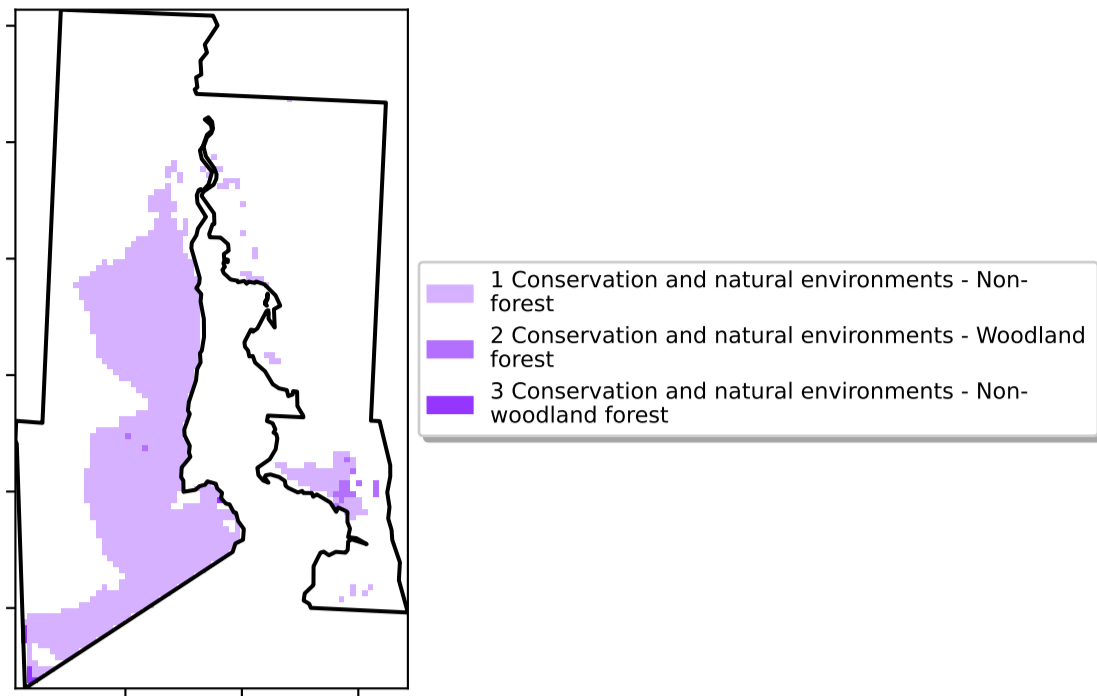 1 Conservation and natural environments - Non-
forest
2 Conservation and natural environments - Woodland
forest
3 Conservation and natural environments - Non-
woodland forest